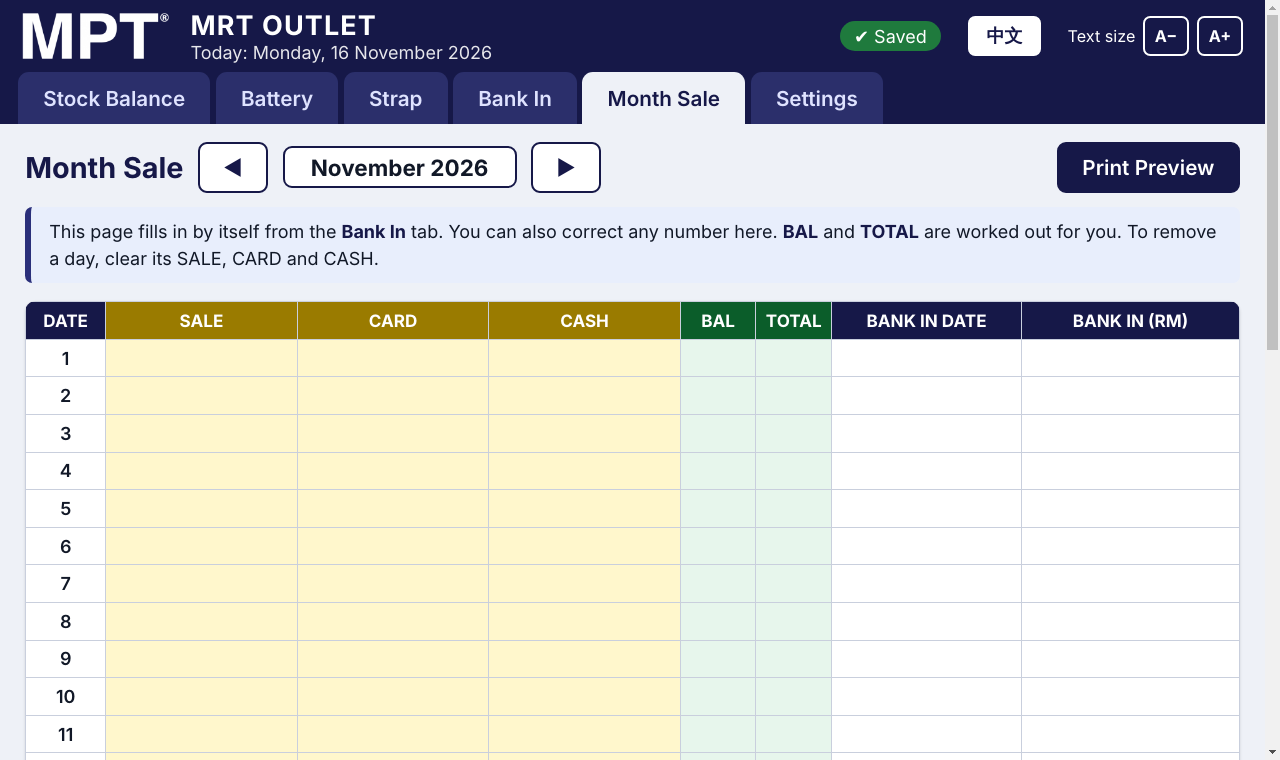 MPT®
MRT OUTLET
Today: Monday, 16 November 2026
✔ Saved
中文
Text size
A−
A+
Stock Balance
Battery
Strap
Bank In
Month Sale
Settings
Month Sale
◀
November 2026
▶
Print Preview
This page fills in by itself from the Bank In tab. You can also correct any number here. BAL and TOTAL are worked out for you. To remove
a day, clear its SALE, CARD and CASH.
DATE SALE CARD CASH BAL TOTAL BANK IN DATE BANK IN (RM)
1
2
3
4
5
6
7
8
9
10
11